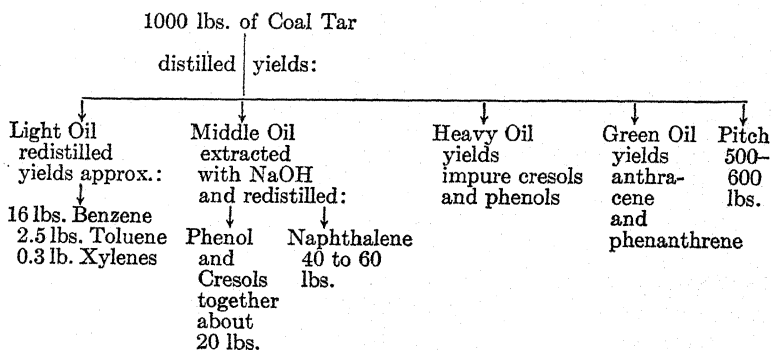 1000 lbs. of Coal Tar
distilled yields:
Light Oil
redistilled
yields approx.:
16 lbs. Benzene
2.5 lbs. Toluene
0.3 lb. Xylenes
Middle Oil
extracted
with NaOH
and redistilled:
Phenol
and
Cresols
together
about
20 lbs.
Naphthalene
40 to 60
lbs.
Heavy Oil
yields
impure cresols
and phenols
Green Oil
yields
anthra-
cene
and
phenanthrene
Pitch
500–
600
lbs.